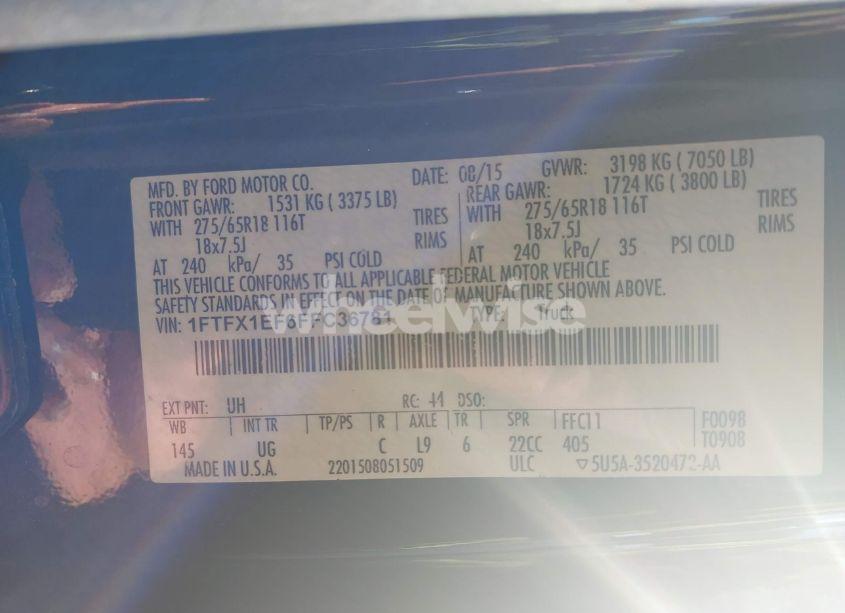 MFD. BY FORD MOTOR CO. DATE: 08/15 GVWR: 3198 KG ( 7050 LB)
FRONT GAWR: 1531 KG ( 3375 LB) REAR GAWR: 1724 KG ( 3800 LB)
WITH 275/65R18 116T TIRES WITH 275/65R18 116T TIRES
18x7.5J RIMS 18x7.5J RIMS
AT 240 kPa/ 35 PSI COLD AT 240 kPa/ 35 PSI COLD
THIS VEHICLE CONFORMS TO ALL APPLICABLE FEDERAL MOTOR VEHICLE
SAFETY STANDARDS IN EFFECT ON THE DATE OF MANUFACTURE SHOWN ABOVE.
wheelwise
VIN: TYPE: Truck
EXT PNT: UH RC: 44 DSO:
WB INT TR TP/PS R AXLE TR SPR FFC11 F0098
145 UG C L9 6 22CC 405 T0908
MADE IN U.S.A. 2201508051509 ULC ▽5U5A-3520472-AA